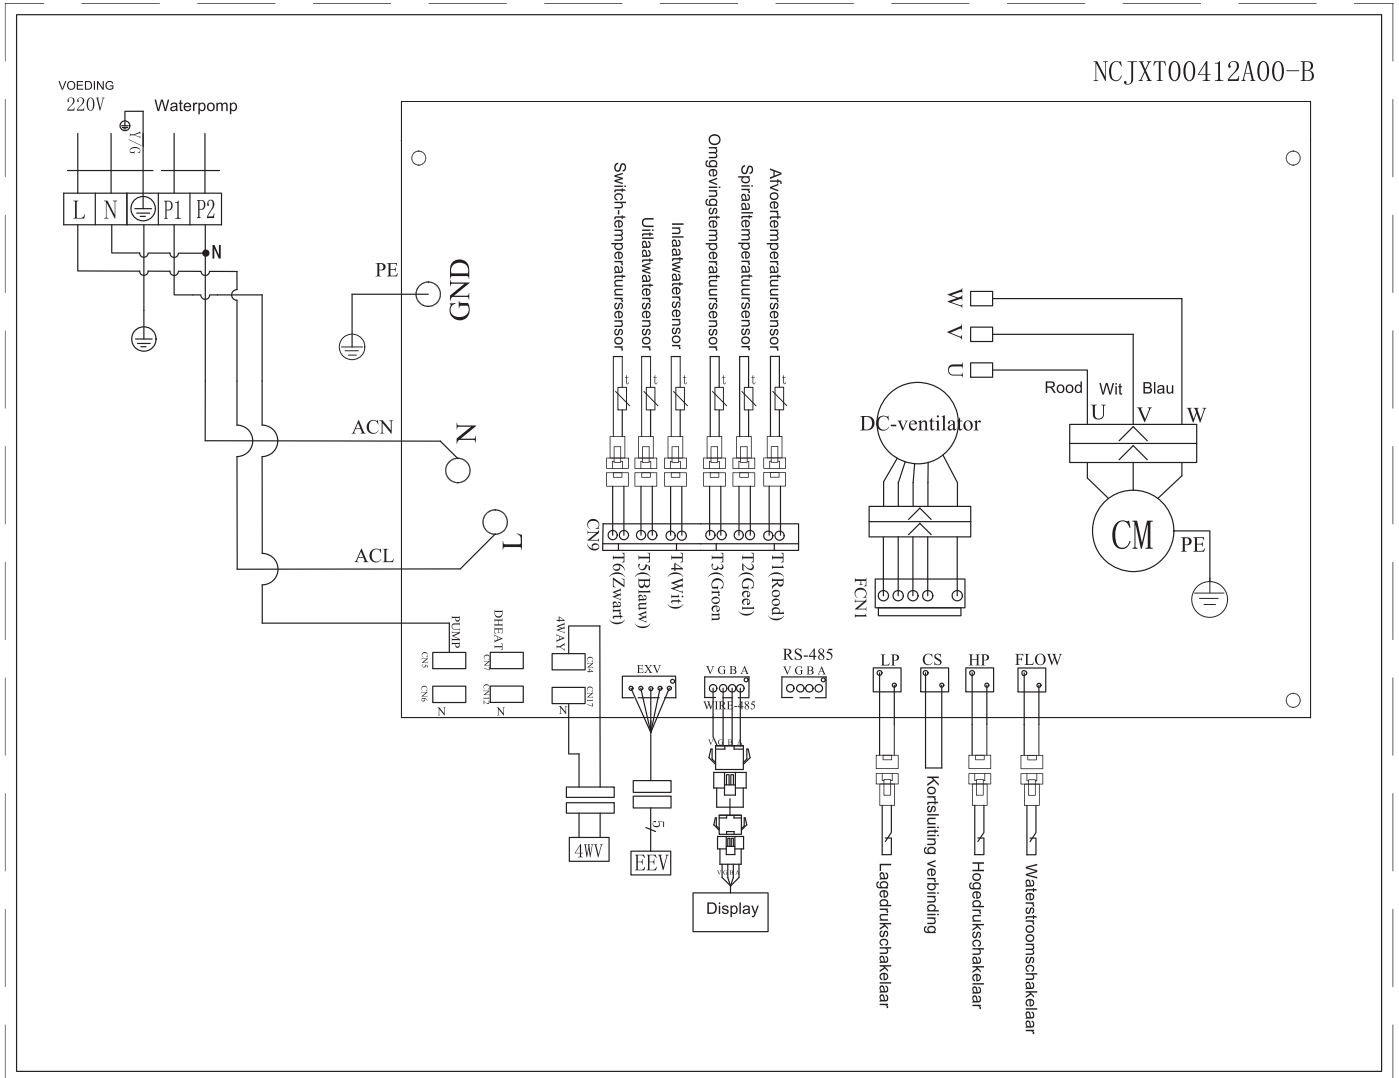 NCJXT00412A00-B
VOEDING
220V
Waterpomp
Y/G
L N P1 P2
N
PE
GND
ACN
N
ACL
L
Switch-temperatuursensor
Uitlaatwatersensor
Inlaatwatersensor
Omgevingstemperatuursensor
Spiraaltemperatuursensor
Afvoertemperatuursensor
t t t t t t
CN9
T6(Zwart)
T5(Blauw)
T4(Wit)
T3(Groen
T2(Geel)
T1(Rood)
W
V
U
Rood Wit Blau
U V W
DC-ventilator
FCN1
CM
PE
PUMP
CN5
CN6
N
DHEAT
CN7
CN12
N
4WAY
CN4
CN17
N
EXV
V G B A
WIRE-485
RS-485
V G B A
LP CS HP FLOW
V G B A
4WV
5
EEV
V G B A
Display
Lagedrukschakelaar
Kortsluiting verbinding
Hogedrukschakelaar
Waterstroomschakelaar